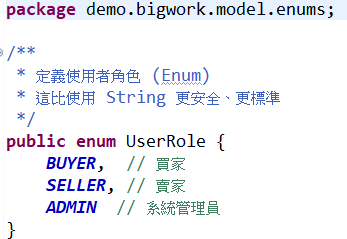 package demo.bigwork.model.enums;
/**
 * 定義使用者角色 (Enum)
 * 這比使用 String 更安全、更標準
 */
public enum UserRole {
    BUYER,  // 買家
    SELLER, // 賣家
    ADMIN  // 系統管理員
}